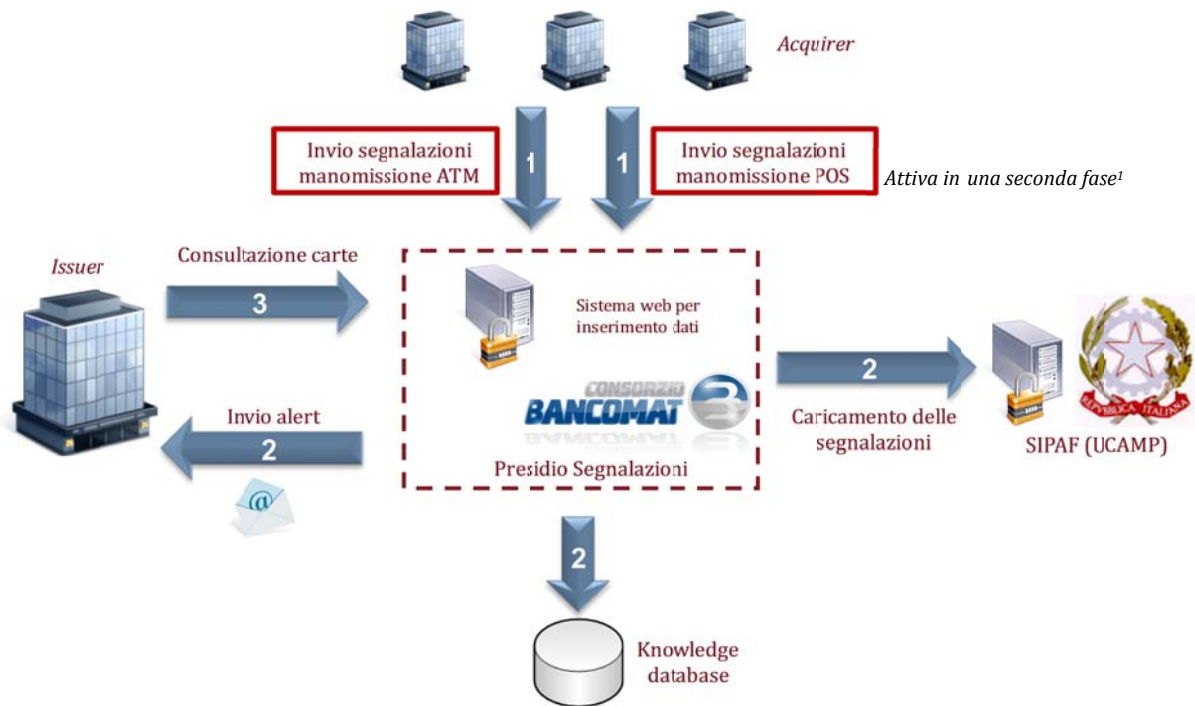 Acquirer
Invio segnalazioni
manomissione ATM
1
1
Invio segnalazioni
manomissione POS
Attiva in una seconda fase¹
Issuer
Consultazione carte
3
Sistema web per
inserimento dati
CONSORZIO
BANCOMAT
Presidio Segnalazioni
Invio alert
2
@
2
Caricamento delle
segnalazioni
REPVBBLICA ITALIANA
SIPAF (UCAMP)
2
Knowledge
database